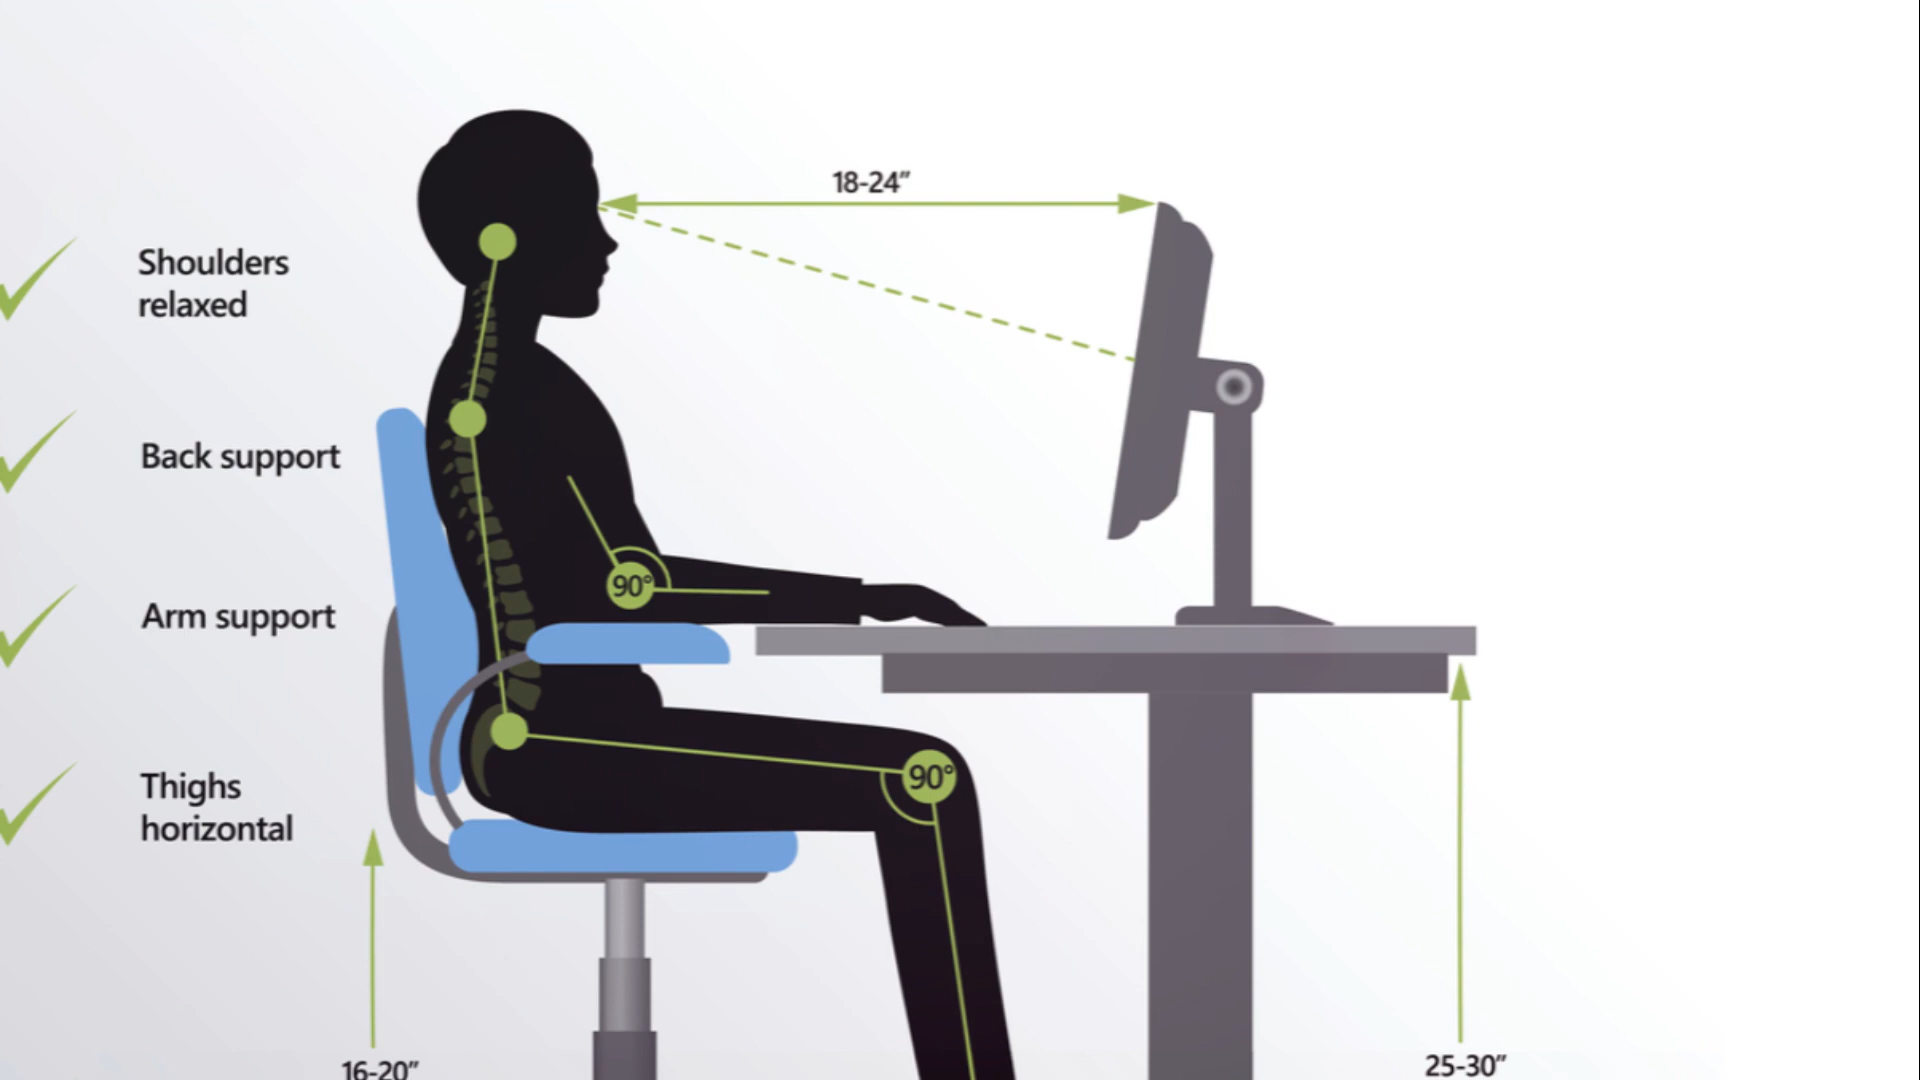 18-24”
Shoulders
relaxed
Back support
90°
Arm support
90°
Thighs
horizontal
16-20”
25-30”